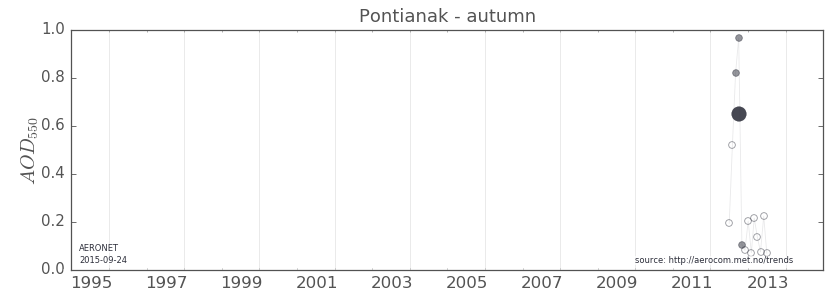 Pontianak - autumn
1.0
0.8
0.6
0.4
0.2
0.0
AOD550
AERONET
2015-09-24
source: http://aerocom.met.no/trends
1995 1997 1999 2001 2003 2005 2007 2009 2011 2013